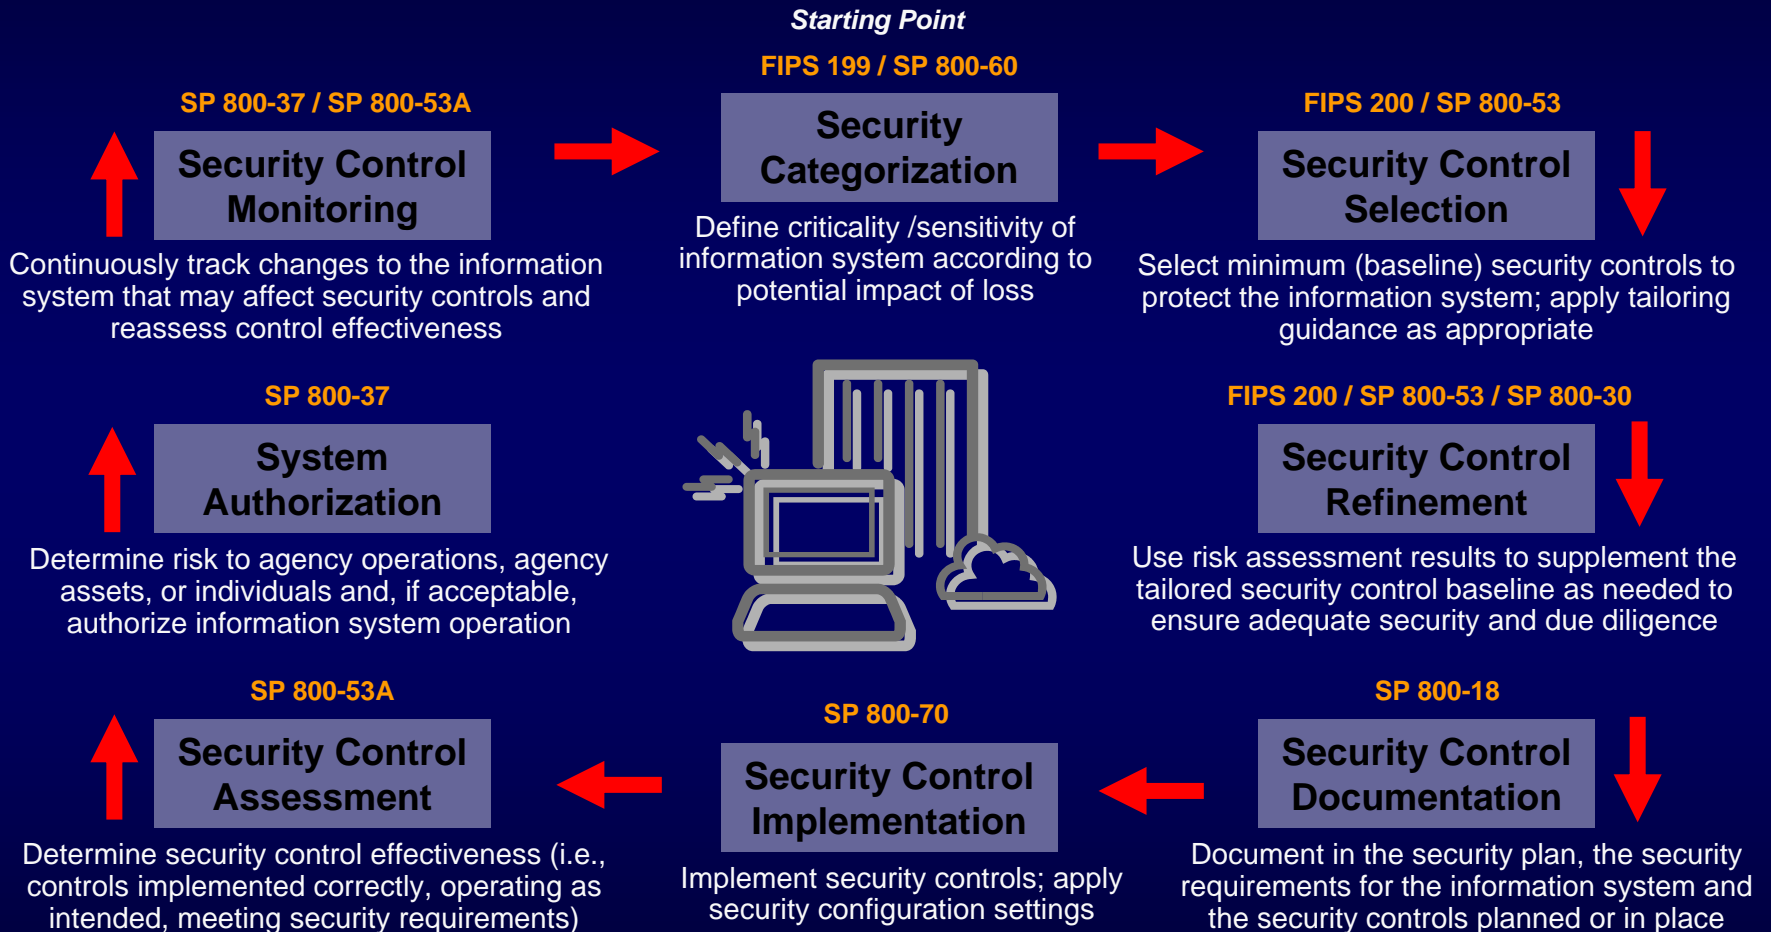 Starting Point
FIPS 199 / SP 800-60
Security
Categorization
Define criticality /sensitivity of
information system according to
potential impact of loss
FIPS 200 / SP 800-53
Security Control
Selection
Select minimum (baseline) security controls to
protect the information system; apply tailoring
guidance as appropriate
FIPS 200 / SP 800-53 / SP 800-30
Security Control
Refinement
Use risk assessment results to supplement the
tailored security control baseline as needed to
ensure adequate security and due diligence
SP 800-18
Security Control
Documentation
Document in the security plan, the security
requirements for the information system and
the security controls planned or in place
SP 800-70
Security Control
Implementation
Implement security controls; apply
security configuration settings
SP 800-53A
Security Control
Assessment
Determine security control effectiveness (i.e.,
controls implemented correctly, operating as
intended, meeting security requirements)
SP 800-37
System
Authorization
Determine risk to agency operations, agency
assets, or individuals and, if acceptable,
authorize information system operation
SP 800-37 / SP 800-53A
Security Control
Monitoring
Continuously track changes to the information
system that may affect security controls and
reassess control effectiveness